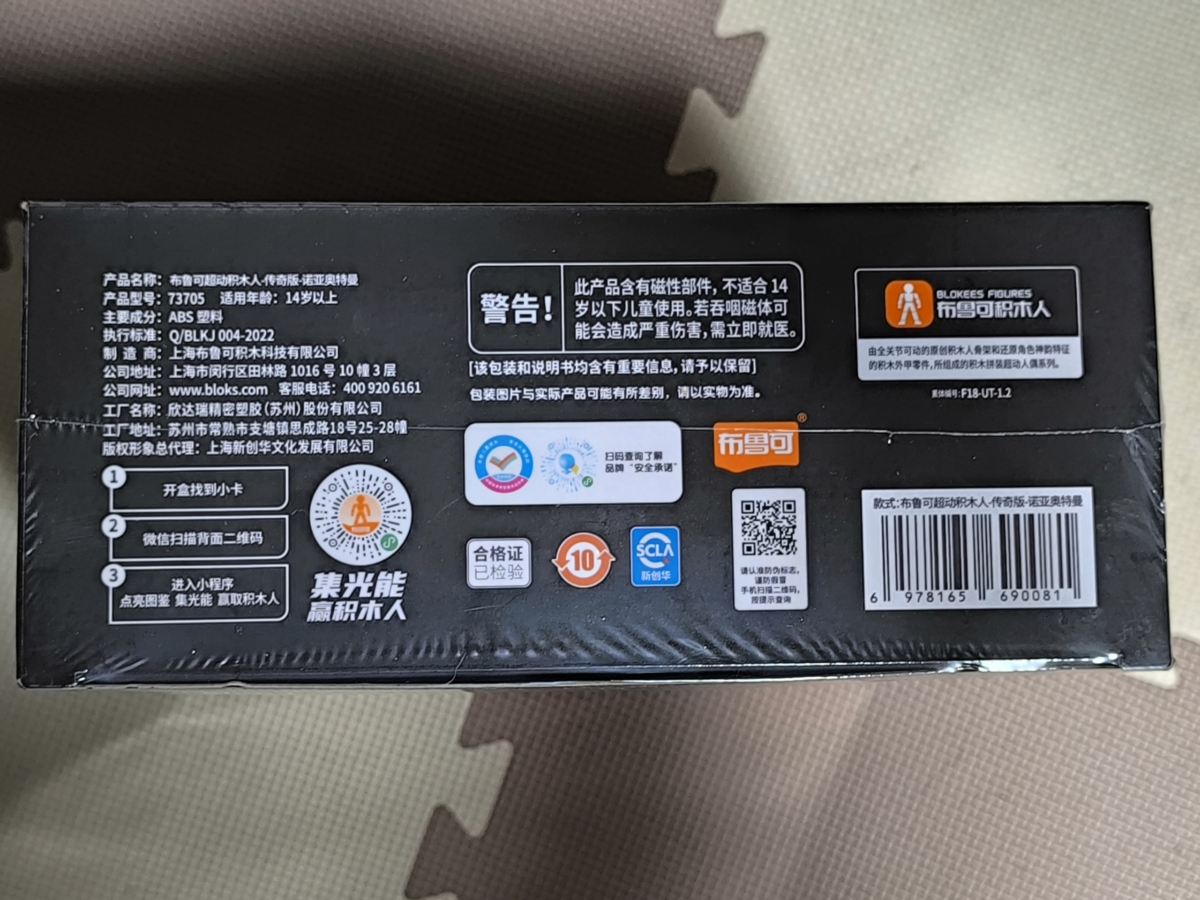 产品名称：布鲁可超动积木人-传奇版-诺亚奥特曼
产品型号：73705 适用年龄：14岁以上
主要成分：ABS 塑料
执行标准：Q/BLKJ 004-2022
制 造 商：上海布鲁可积木科技有限公司
公司地址：上海市闵行区田林路 1016 号 10 幢 3 层
公司网址：www.bloks.com 客服电话：400 920 6161
工厂名称：欣达瑞精密塑胶（苏州）股份有限公司
工厂地址：苏州市常熟市支塘镇思成路18号25-28幢
版权形象总代理：上海新创华文化发展有限公司
1
开盒找到小卡
2
微信扫描背面二维码
3
进入小程序
点亮图鉴 集光能 赢取积木人
集光能
赢积木人
警告！
此产品含有磁性部件，不适合 14
岁以下儿童使用。若吞咽磁体可
能会造成严重伤害，需立即就医。
[该包装和说明书均含有重要信息，请予以保留]
包装图片与实际产品可能有所差别，请以实物为准。
扫码查询了解
品牌“安全承诺”
合格证
已检验
10
SCLA
新创华
布鲁可
®
请认准防伪标志，
谨防假冒
手机扫描二维码，
按提示查询
BLOKEES FIGURES
布鲁可积木人
由全关节可动的原创积木人骨架和还原角色神韵特征
的积木外甲零件，所组成的积木拼装超动人偶系列。
素体编号：F18-UT-1.2
款式：布鲁可超动积木人-传奇版-诺亚奥特曼
6 978165 690081